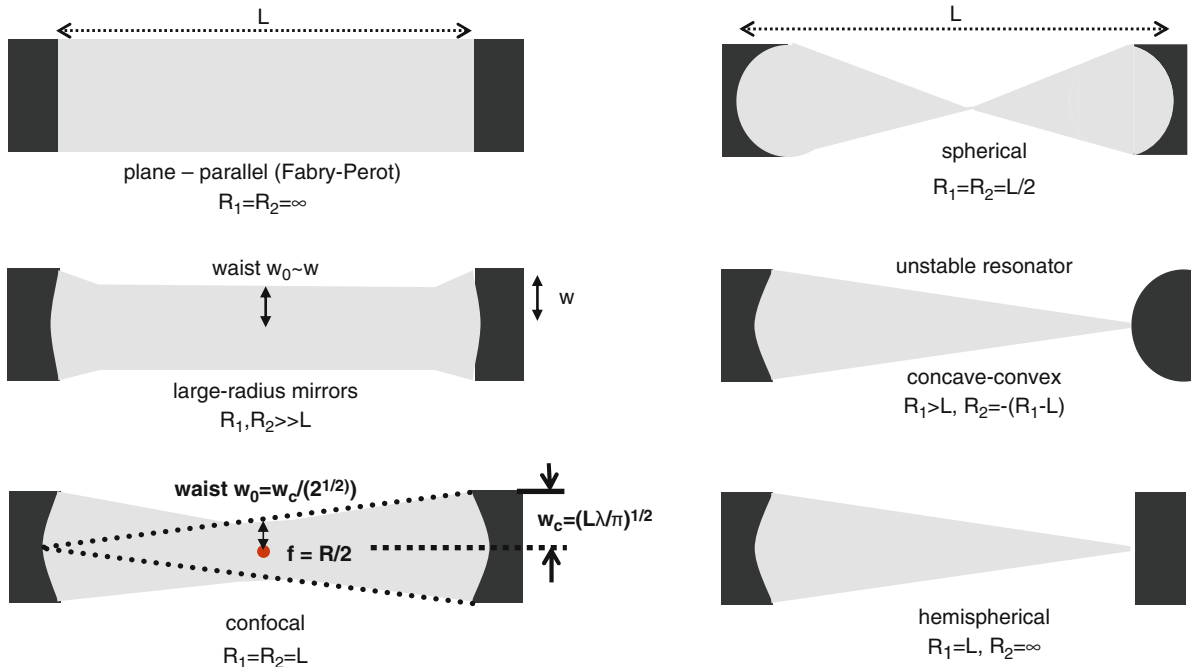 L
plane – parallel (Fabry-Perot)
R₁=R₂=∞
waist w₀~w
w
large-radius mirrors
R₁,R₂>>L
waist w₀=w_c/(2^{1/2})
w_c=(Lλ/π)^{1/2}
f = R/2
confocal
R₁=R₂=L
L
spherical
R₁=R₂=L/2
unstable resonator
concave-convex
R₁>L, R₂=-(R₁-L)
hemispherical
R₁=L, R₂=∞